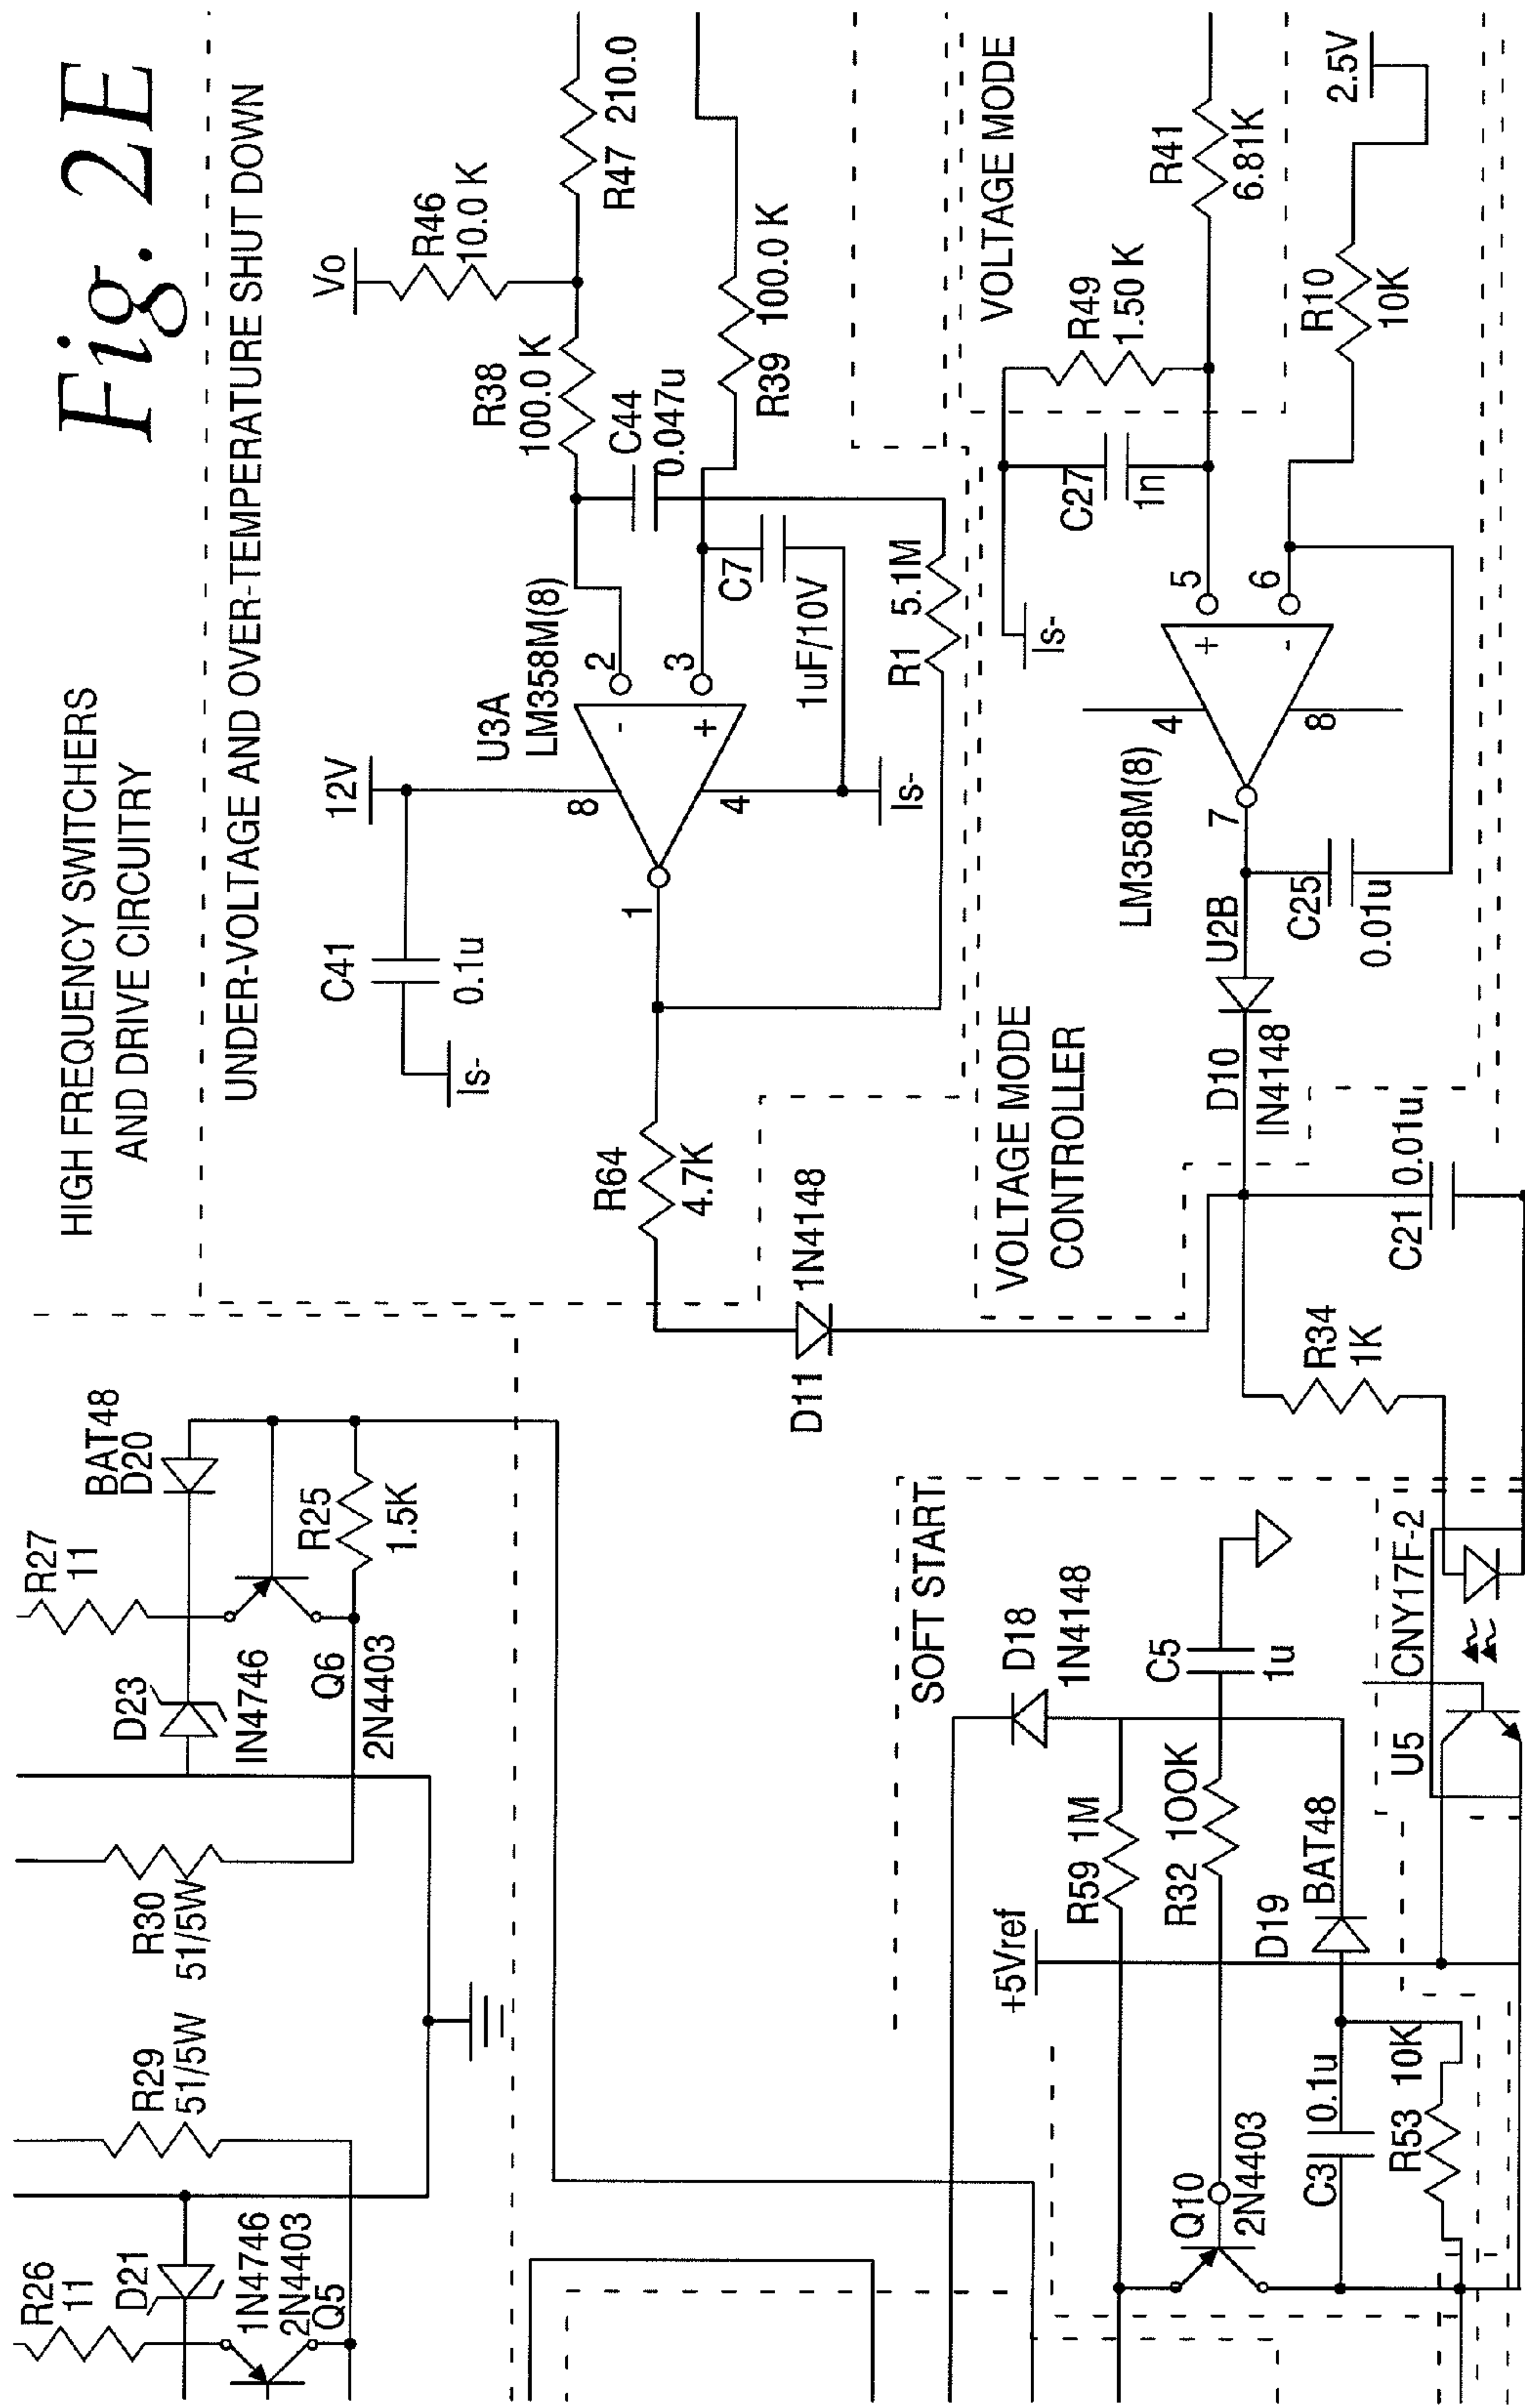 Fig. 2E
HIGH FREQUENCY SWITCHERS
AND DRIVE CIRCUITRY
UNDER-VOLTAGE AND OVER-TEMPERATURE SHUT DOWN
R26
11
D21
1N4746
2N4403
Q5
R29
51/5W
R30
51/5W
R27
11
D23
IN4746
Q6
2N4403
BAT48
D20
R25
1.5K
12V
C41
0.1u
Is-
Vo
R46
10.0 K
R47 210.0
R38
100.0 K
C44
0.047u
R39 100.0 K
U3A
LM358M(8)
2
3
-
+
8
4
1
C7
1uF/10V
Is-
R1 5.1M
R64
4.7K
D11 1N4148
VOLTAGE MODE
R41
6.81K
R49
1.50 K
C27
1n
Is-
2.5V
R10
10K
VOLTAGE MODE
CONTROLLER
LM358M(8)
5
6
+
-
4
8
7
U2B
C25
0.01u
D10
IN4148
C21 0.01u
R34
1K
SOFT START
D18
1N4148
C5
1u
R59 1M
R32 100K
+5Vref
D19
BAT48
Q10
2N4403
C3 0.1u
R53 10K
U5 CNY17F-2